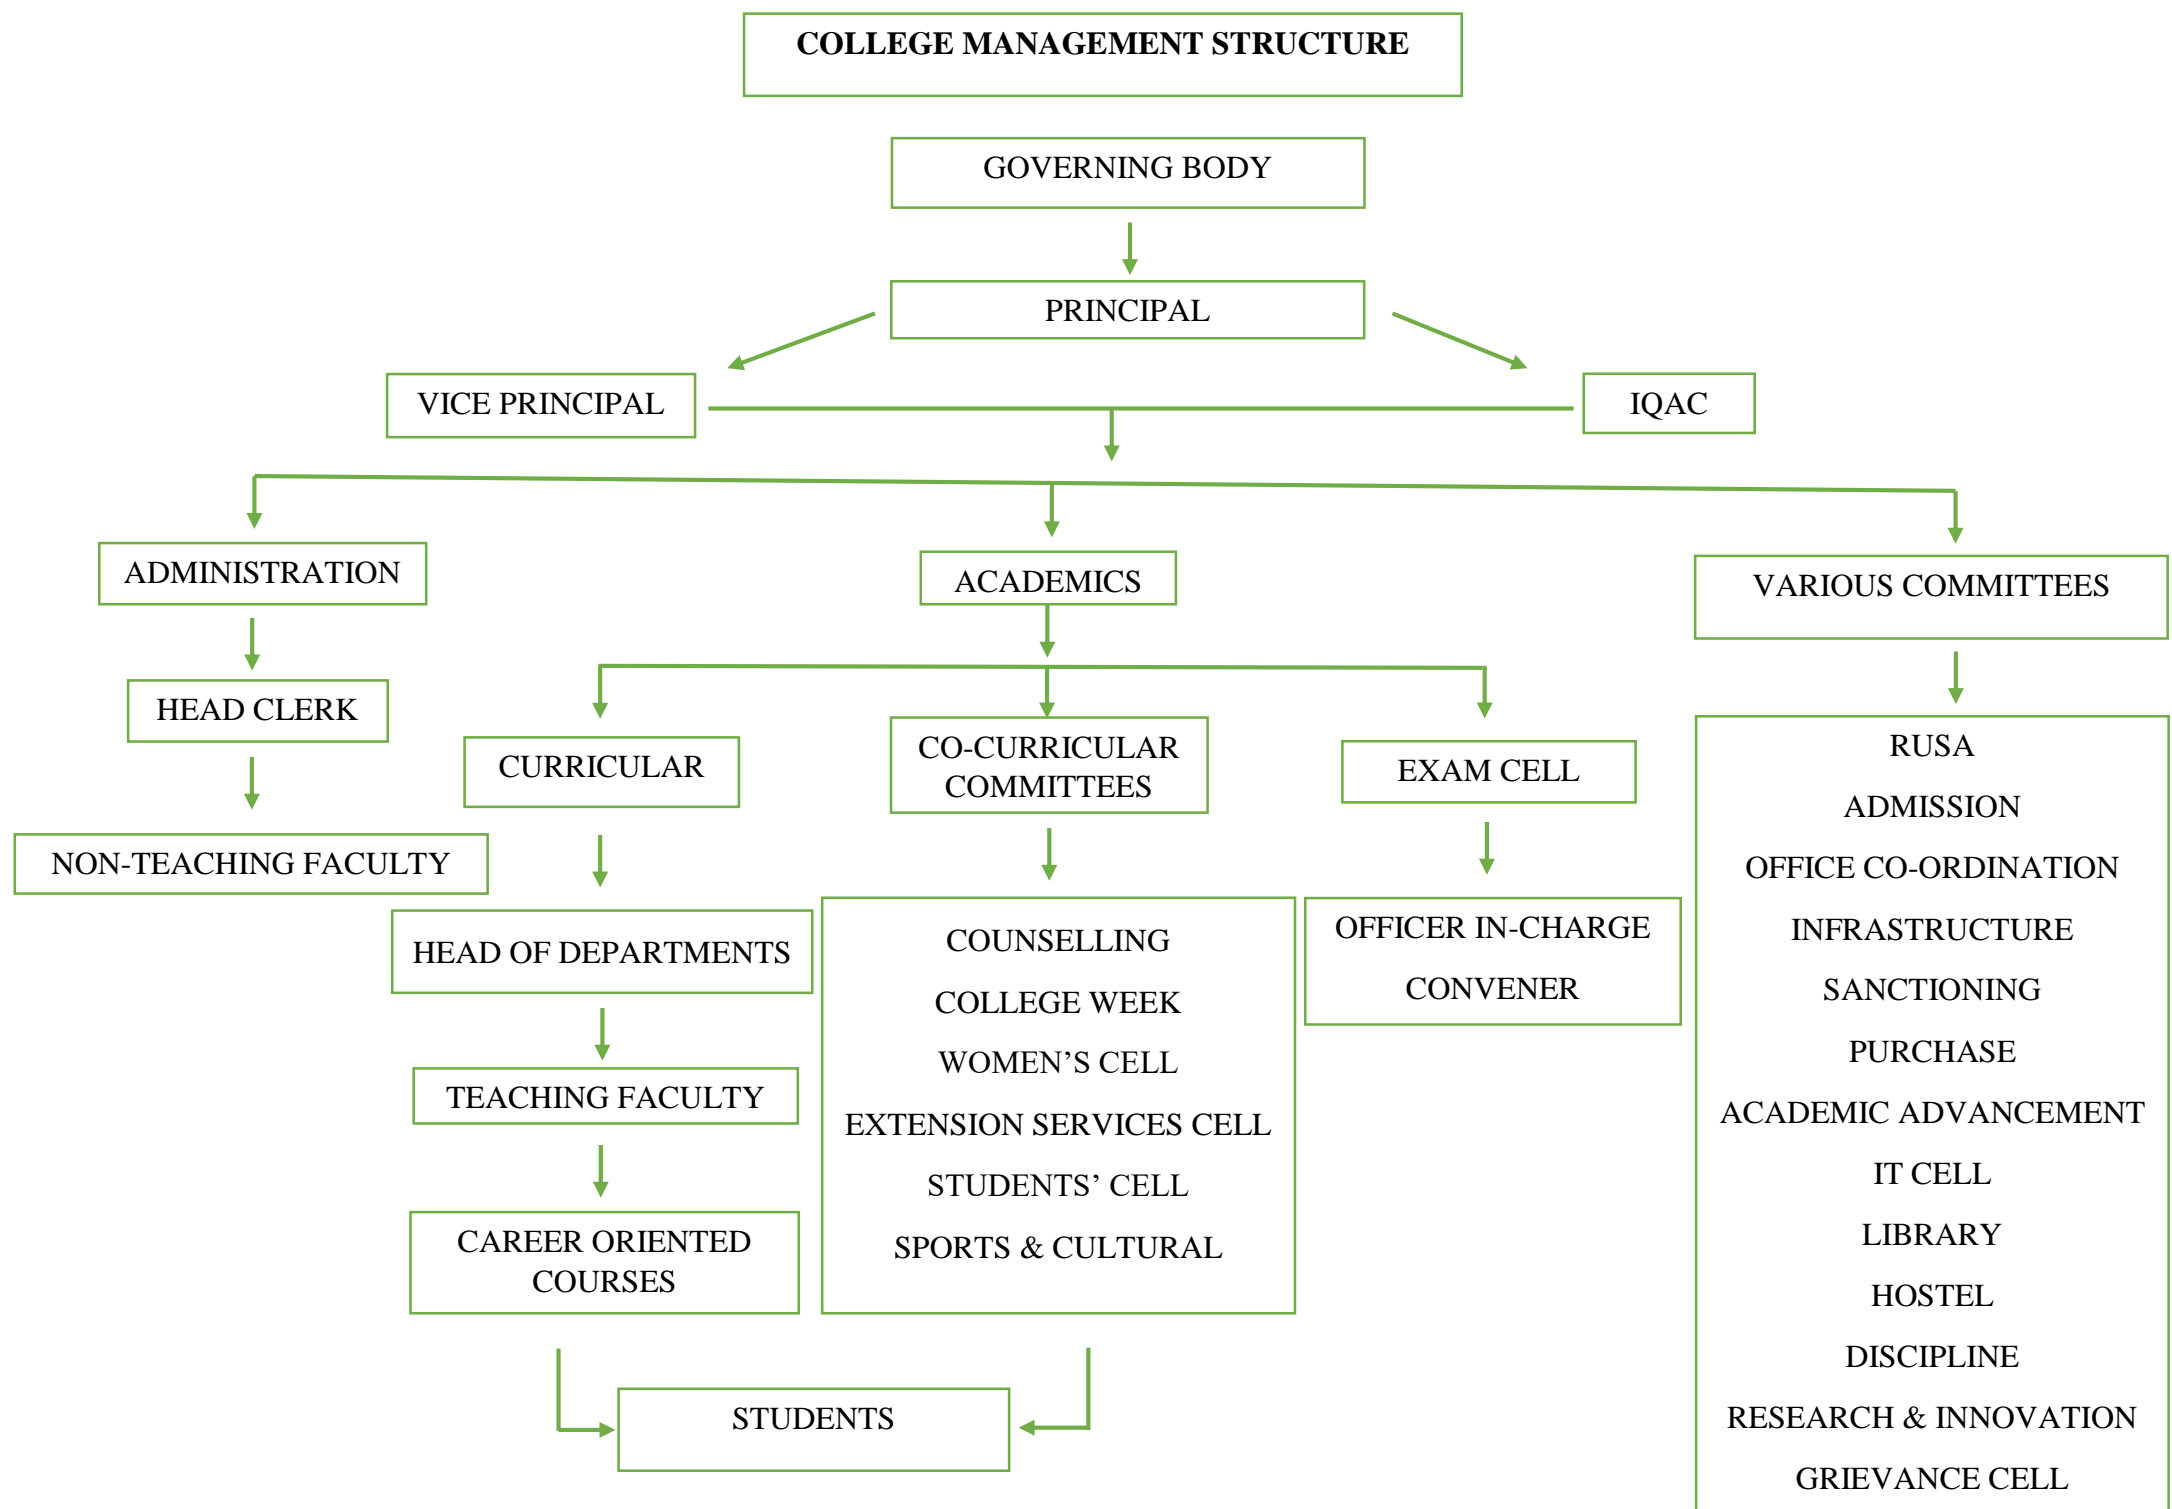 COLLEGE MANAGEMENT STRUCTURE
GOVERNING BODY
PRINCIPAL
VICE PRINCIPAL
IQAC
ADMINISTRATION
ACADEMICS
VARIOUS COMMITTEES
HEAD CLERK
NON-TEACHING FACULTY
CURRICULAR
HEAD OF DEPARTMENTS
TEACHING FACULTY
CAREER ORIENTED
COURSES
CO-CURRICULAR
COMMITTEES
COUNSELLING
COLLEGE WEEK
WOMEN’S CELL
EXTENSION SERVICES CELL
STUDENTS’ CELL
SPORTS & CULTURAL
EXAM CELL
OFFICER IN-CHARGE
CONVENER
RUSA
ADMISSION
OFFICE CO-ORDINATION
INFRASTRUCTURE
SANCTIONING
PURCHASE
ACADEMIC ADVANCEMENT
IT CELL
LIBRARY
HOSTEL
DISCIPLINE
RESEARCH & INNOVATION
GRIEVANCE CELL
STUDENTS